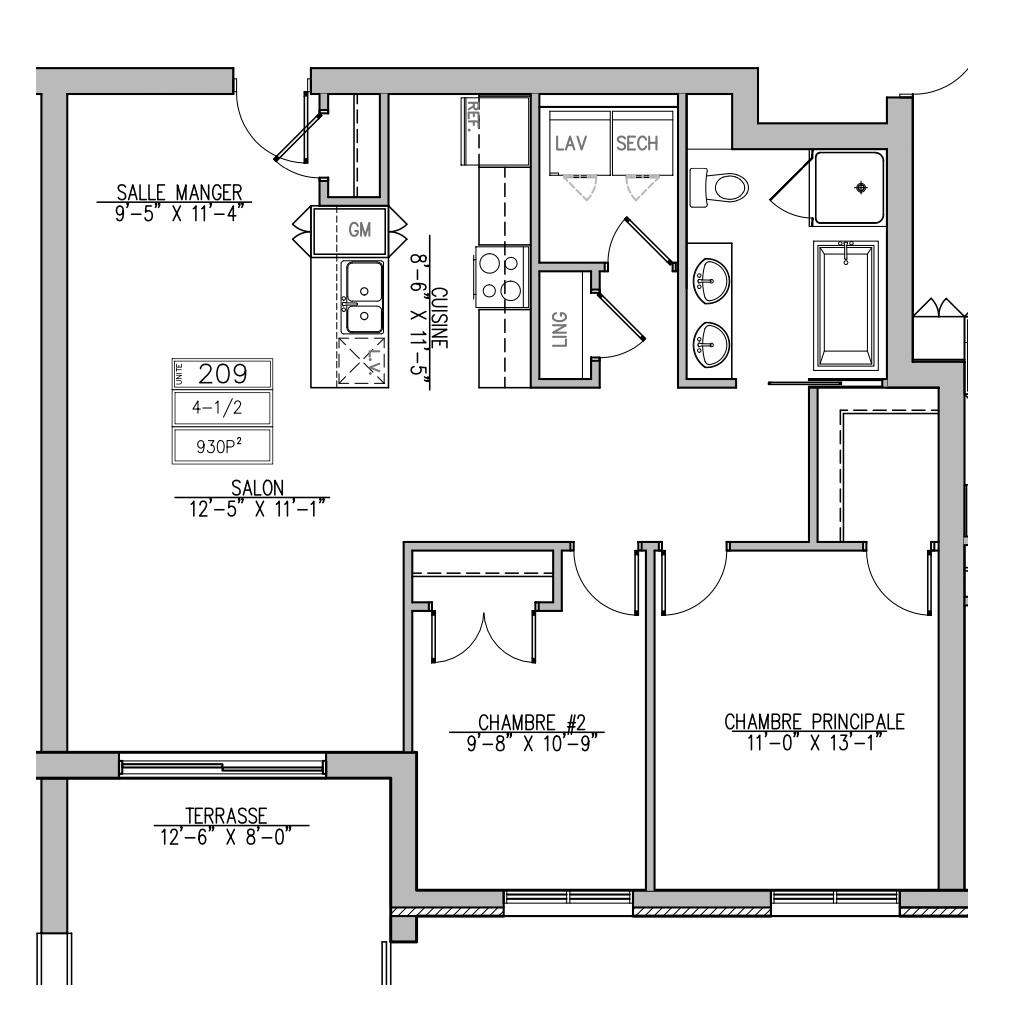 REF.
LAV
SECH
SALLE MANGER
9'-5" X 11'-4"
GM
CUISINE
8'-6" X 11'-5"
LING
LV
UNITE
209
4-1/2
930P²
SALON
12'-5" X 11'-1"
CHAMBRE #2
9'-8" X 10'-9"
CHAMBRE PRINCIPALE
11'-0" X 13'-1"
TERRASSE
12'-6" X 8'-0"